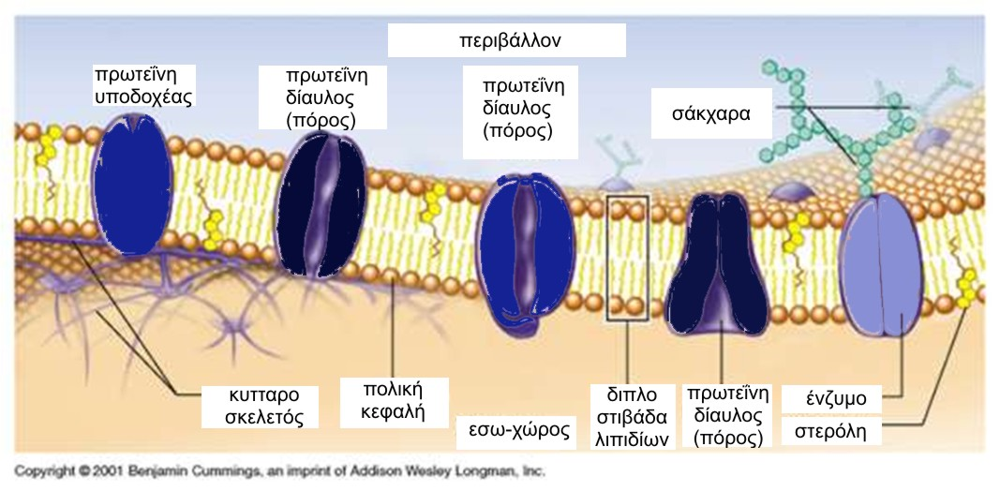 περιβάλλον
πρωτεΐνη
υποδοχέας
πρωτεΐνη
δίαυλος
(πόρος)
πρωτεΐνη
δίαυλος
(πόρος)
σάκχαρα
κυτταρο
σκελετός
πολική
κεφαλή
εσω-χώρος
διπλο
στιβάδα
λιπιδίων
πρωτεΐνη
δίαυλος
(πόρος)
ένζυμο
στερόλη
Copyright © 2001 Benjamin Cummings, an imprint of Addison Wesley Longman, Inc.